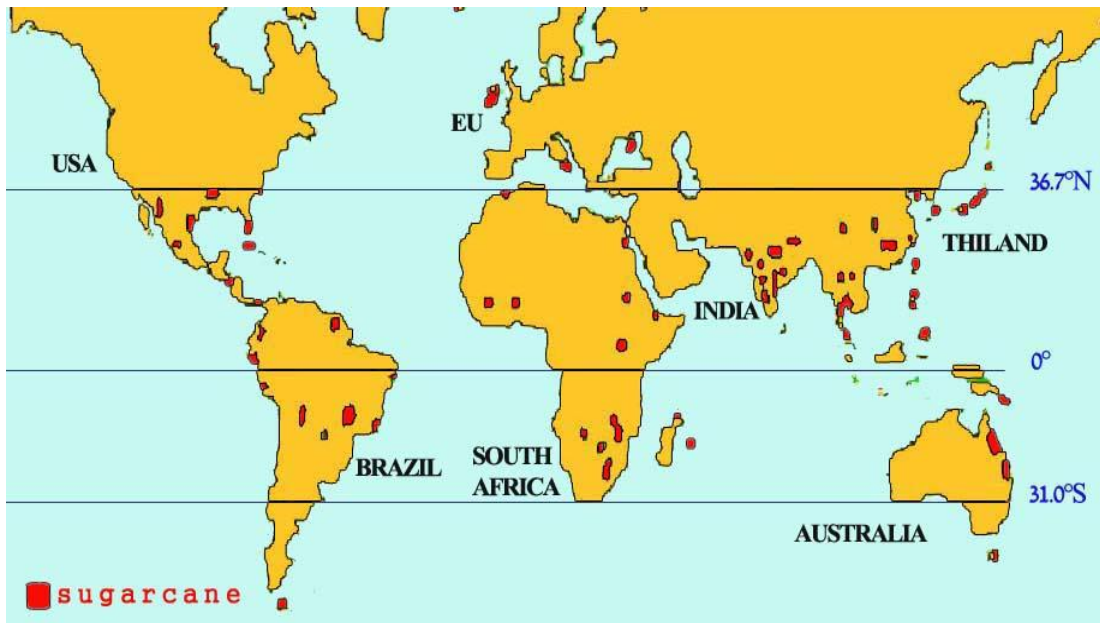 EU
USA
36.7°N
THILAND
INDIA
0°
BRAZIL
SOUTH
AFRICA
31.0°S
AUSTRALIA
sugarcane